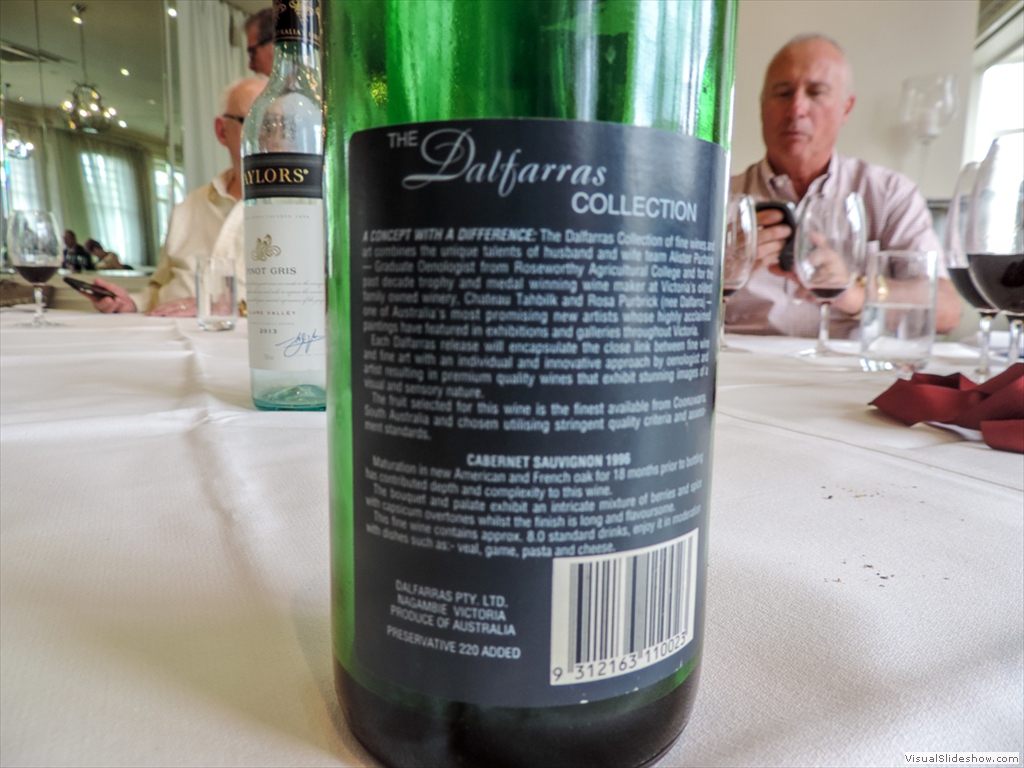 THE Dalfarras
COLLECTION
A CONCEPT WITH A DIFFERENCE: The Dalfarras Collection of fine wines and
art combines the unique talents of husband and wife team Alister Purbrick
— Graduate Oenologist from Roseworthy Agricultural College and for the
past decade trophy and medal winning wine maker at Victoria's oldest
family owned winery, Chateau Tahbilk and Rosa Purbrick (nee Dalfarra) —
one of Australia's most promising new artists whose highly acclaimed
paintings have featured in exhibitions and galleries throughout Victoria.
Each Dalfarras release will encapsulate the close link between fine wine
and fine art with an individual and innovative approach by oenologist and
artist resulting in premium quality wines that exhibit stunning images of a
visual and sensory nature.
The fruit selected for this wine is the finest available from Coonawarra,
South Australia and chosen utilising stringent quality criteria and assess-
ment standards.
CABERNET SAUVIGNON 1996
Maturation in new American and French oak for 18 months prior to bottling
has contributed depth and complexity to this wine.
The bouquet and palate exhibit an intricate mixture of berries and spice
with capsicum overtones whilst the finish is long and flavoursome.
This fine wine contains approx. 8.0 standard drinks, enjoy it in moderation
with dishes such as:- veal, game, pasta and cheese.
DALFARRAS PTY. LTD.
NAGAMBIE VICTORIA
PRODUCE OF AUSTRALIA
PRESERVATIVE 220 ADDED
9 312163 110023
AYLORS
PINOT GRIS
2013
VisualSlideshow.com